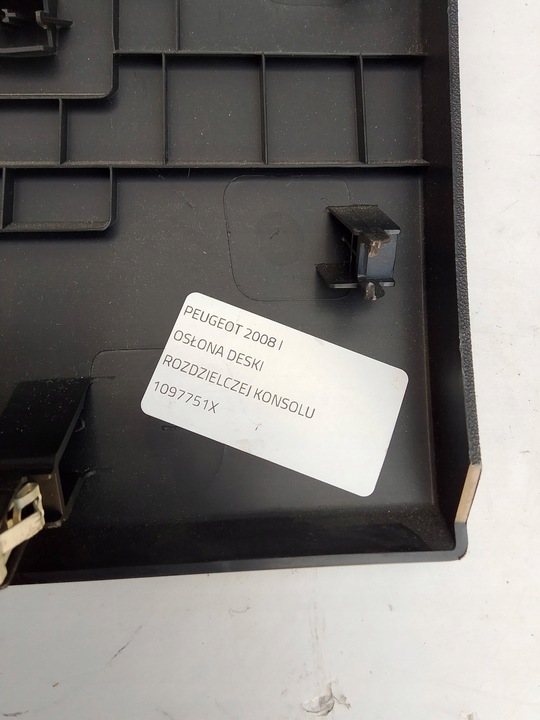 PEUGEOT 2008 I
OSŁONA DESKI
ROZDZIELCZEJ KONSOLU
1097751X